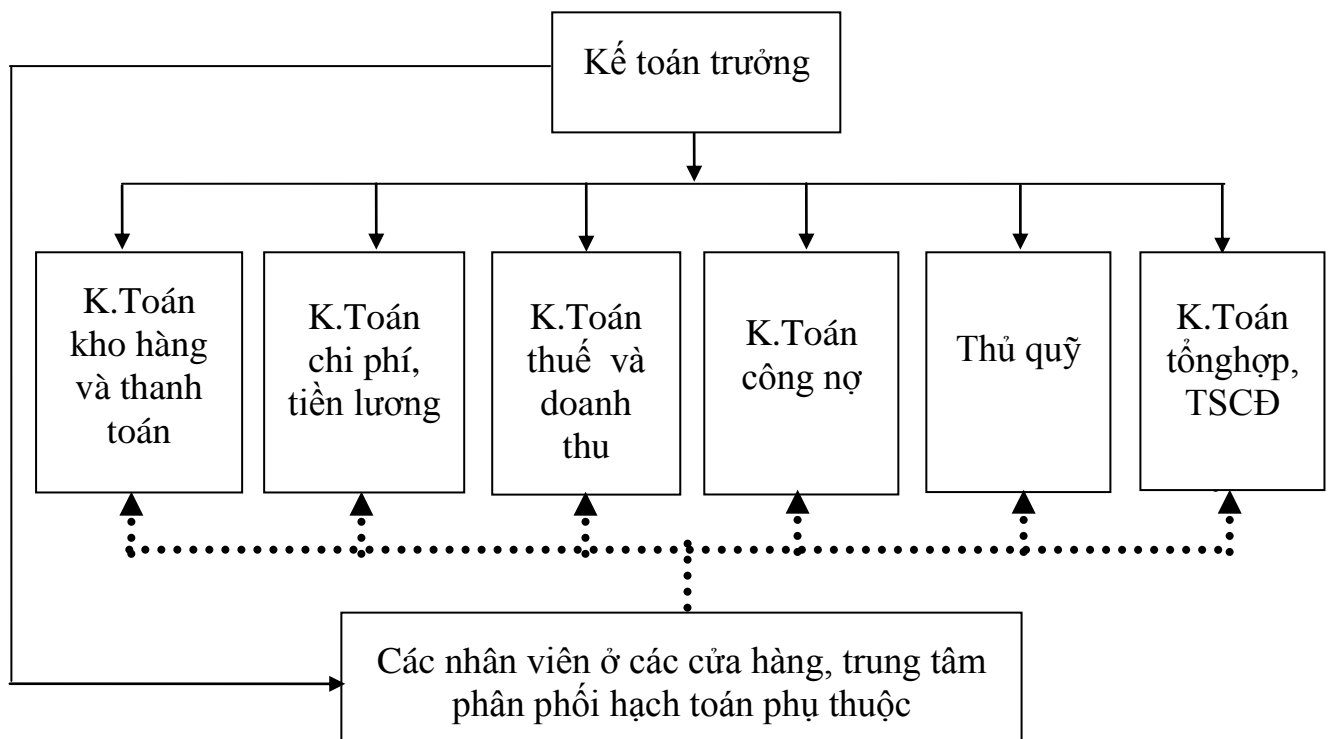 Kế toán trưởng
K.Toán
kho hàng
và thanh
toán
K.Toán
chi phí,
tiền lương
K.Toán
thuế và
doanh
thu
K.Toán
công nợ
Thủ quỹ
K.Toán
tổnghợp,
TSCĐ
Các nhân viên ở các cửa hàng, trung tâm
phân phối hạch toán phụ thuộc